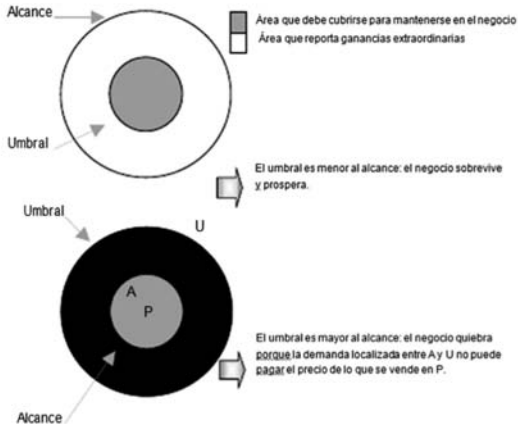 Alcance
Área que debe cubrirse para mantenerse en el negocio
Área que reporta ganancias extraordinarias
Umbral
El umbral es menor al alcance: el negocio sobrevive
y prospera.
Umbral
U
A
P
El umbral es mayor al alcance: el negocio quiebra
porque la demanda localizada entre A y U no puede
pagar el precio de lo que se vende en P.
Alcance